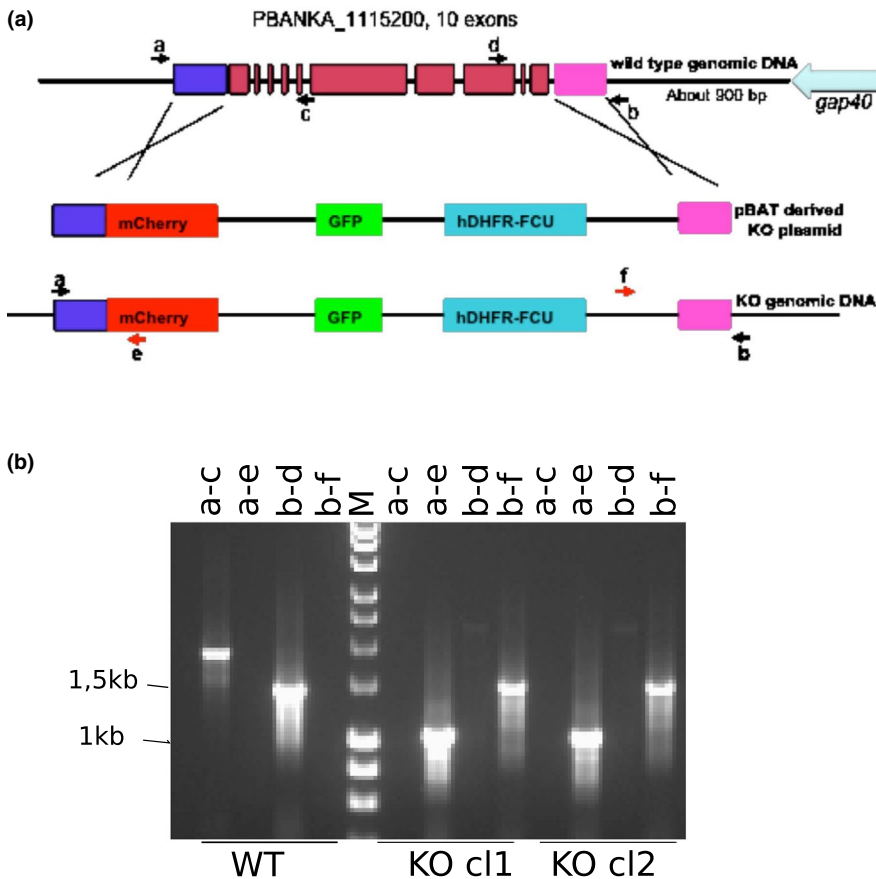 (a)
PBANKA_1115200, 10 exons
a
d
wild type genomic DNA
About 900 bp
gap40
c
b
mCherry
GFP
hDHFR-FCU
pBAT derived
KO plasmid
a
f
mCherry
GFP
hDHFR-FCU
KO genomic DNA
e
b
(b)
a-c a-e b-d b-f M a-c a-e b-d b-f a-c a-e b-d b-f
1,5kb
1kb
WT KO cl1 KO cl2